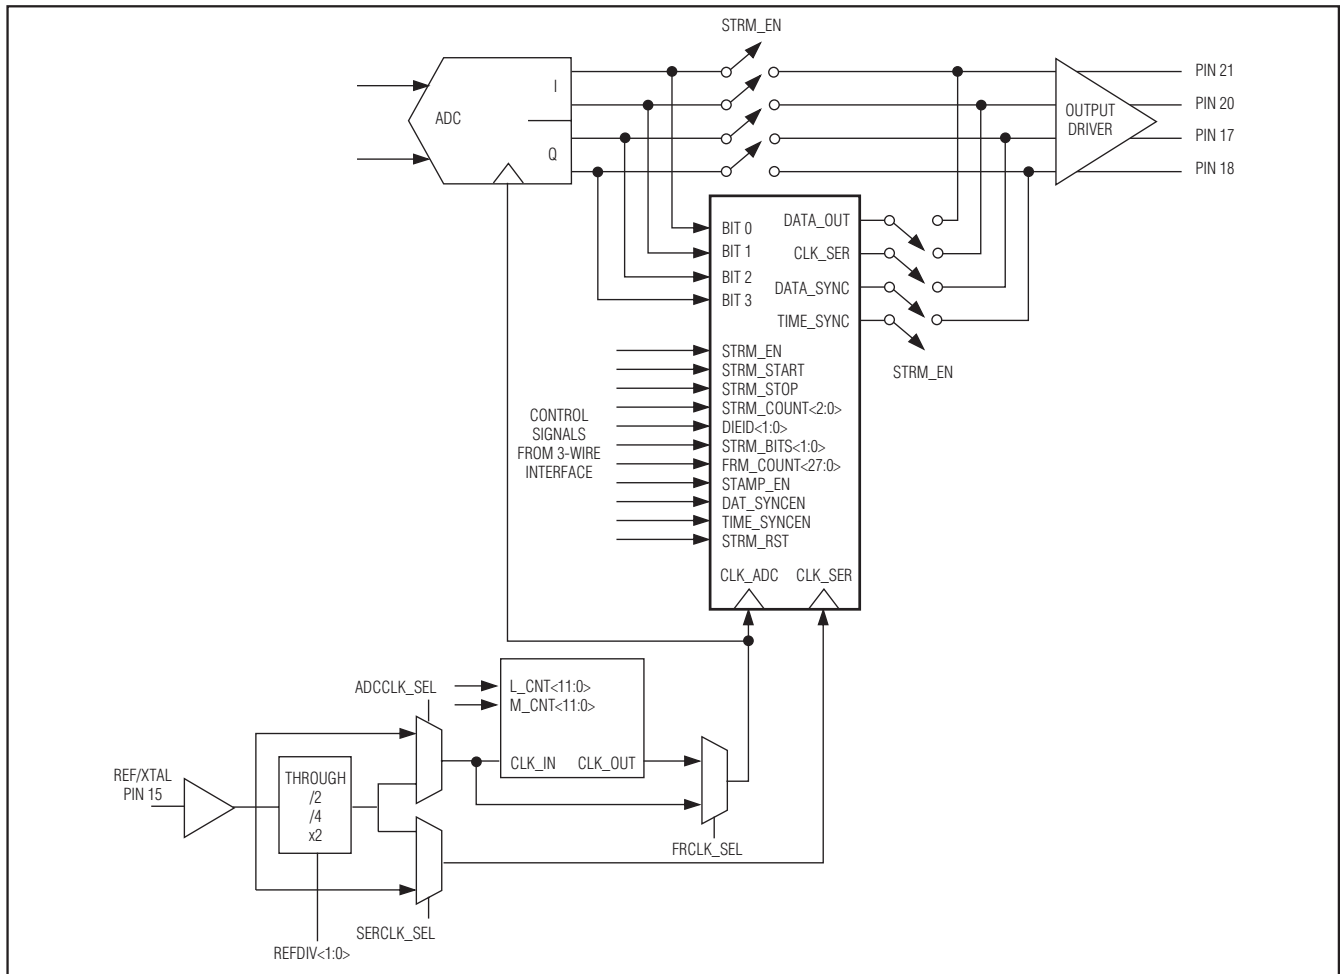 STRM_EN
I
ADC
Q
PIN 21
PIN 20
PIN 17
PIN 18
OUTPUT
DRIVER
BIT 0
BIT 1
BIT 2
BIT 3
DATA_OUT
CLK_SER
DATA_SYNC
TIME_SYNC
STRM_EN
CONTROL
SIGNALS
FROM 3-WIRE
INTERFACE
STRM_EN
STRM_START
STRM_STOP
STRM_COUNT<2:0>
DIEID<1:0>
STRM_BITS<1:0>
FRM_COUNT<27:0>
STAMP_EN
DAT_SYNCEN
TIME_SYNCEN
STRM_RST
CLK_ADC CLK_SER
ADCCLK_SEL
L_CNT<11:0>
M_CNT<11:0>
CLK_IN CLK_OUT
REF/XTAL
PIN 15
THROUGH
/2
/4
x2
FRCLK_SEL
SERCLK_SEL
REFDIV<1:0>